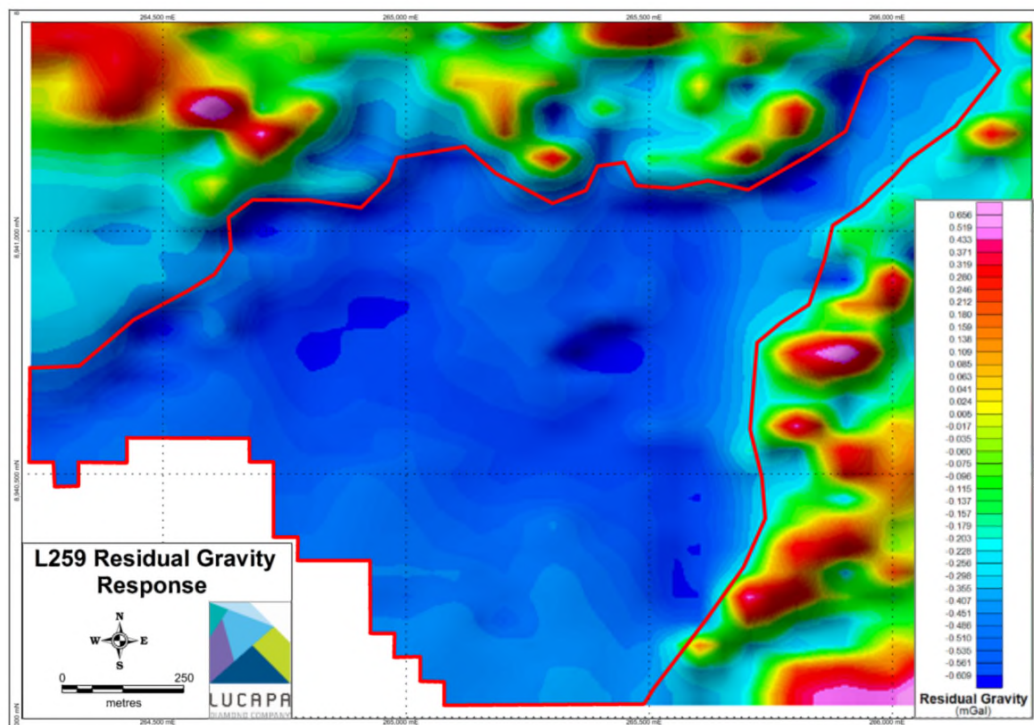 264,500 mE 265,000 mE 265,500 mE 266,000 mE
8,941,000 mN
8,940,500 mN
000 mN
0.656
0.519
0.433
0.371
0.319
0.280
0.246
0.212
0.180
0.159
0.138
0.109
0.085
0.063
0.041
0.024
0.005
-0.017
-0.035
-0.060
-0.076
-0.096
-0.115
-0.137
-0.157
-0.179
-0.203
-0.228
-0.256
-0.298
-0.355
-0.407
-0.451
-0.486
-0.510
-0.535
-0.561
-0.609
Residual Gravity
(mGal)
L259 Residual Gravity
Response
N
W E
S
0 250
metres
LUCAPA
DIAMOND COMPANY
264,500 mE 265,000 mE 265,500 mE 266,000 mE